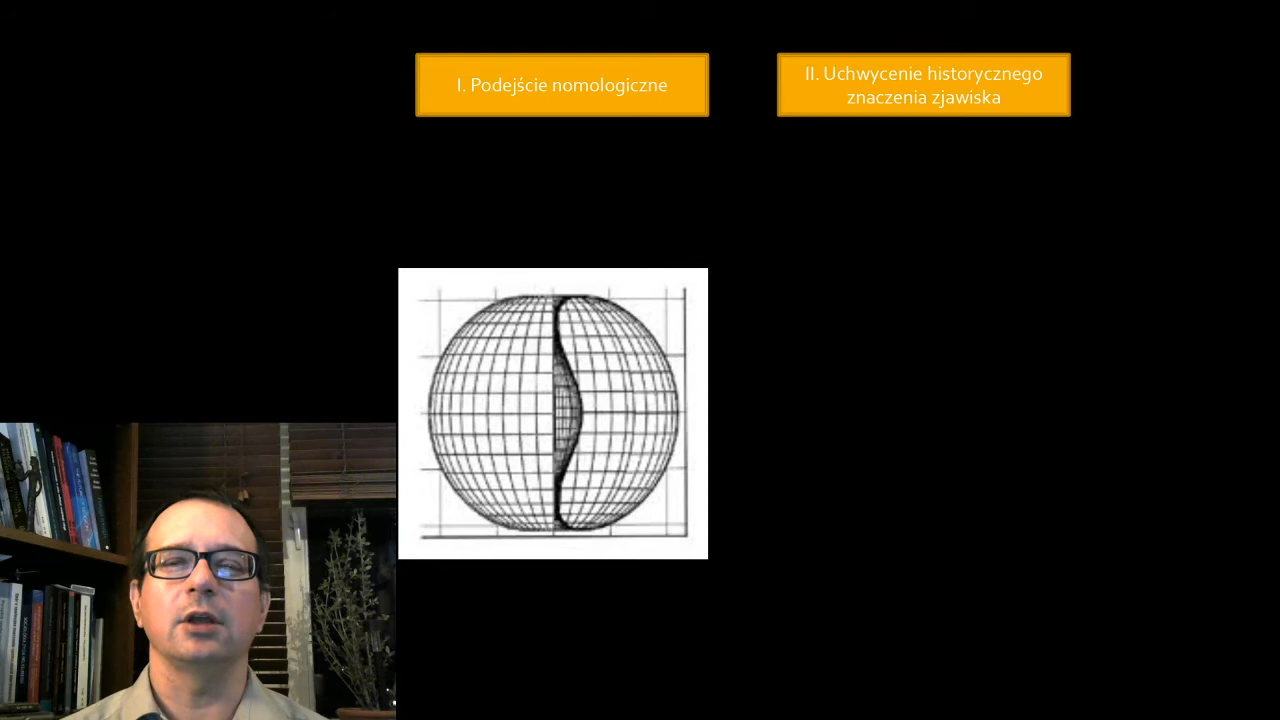 I. Podejście nomologiczne
II. Uchwycenie historycznego
znaczenia zjawiska